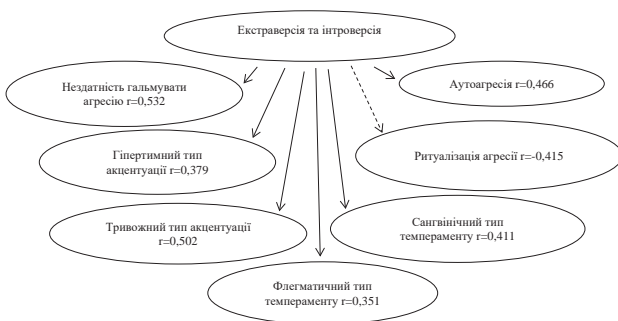 Екстраверсія та інтроверсія
Нездатність гальмувати
агресію r=0,532
Аутоагресія r=0,466
Гіпертимний тип
акцентуації r=0,379
Ритуалізація агресії r=-0,415
Тривожний тип акцентуації
r=0,502
Сангвінічний тип
темпераменту r=0,411
Флегматичний тип
темпераменту r=0,351